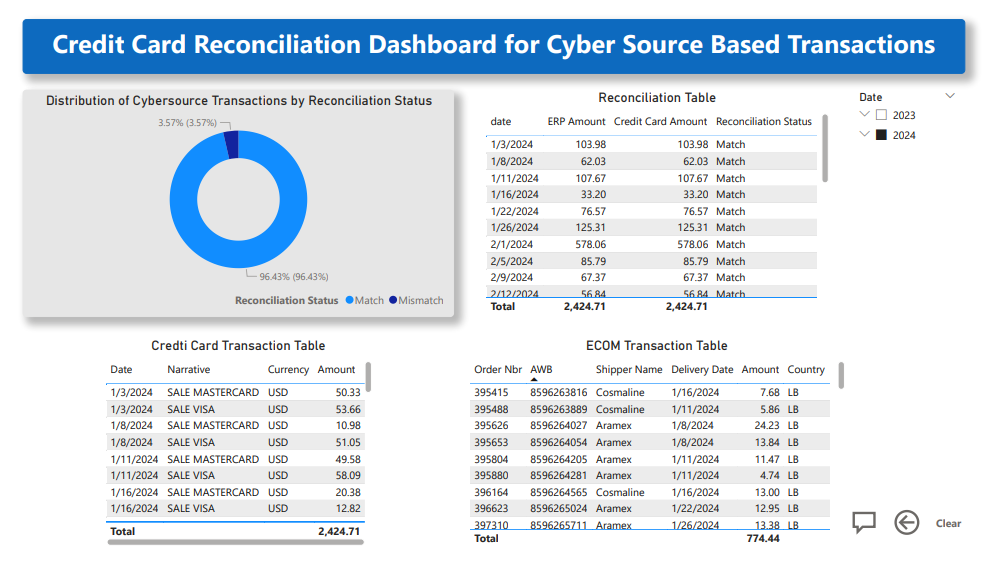 Credit Card Reconciliation Dashboard for Cyber Source Based Transactions
Distribution of Cybersource Transactions by Reconciliation Status
3.57% (3.57%)
96.43% (96.43%)
Reconciliation Status Match Mismatch
Reconciliation Table
date ERP Amount Credit Card Amount Reconciliation Status
1/3/2024 103.98 103.98 Match
1/8/2024 62.03 62.03 Match
1/11/2024 107.67 107.67 Match
1/16/2024 33.20 33.20 Match
1/22/2024 76.57 76.57 Match
1/26/2024 125.31 125.31 Match
2/1/2024 578.06 578.06 Match
2/5/2024 85.79 85.79 Match
2/9/2024 67.37 67.37 Match
2/12/2024 56.84 56.84 Match
Total 2,424.71 2,424.71
Date
2023
2024
Credti Card Transaction Table
Date Narrative Currency Amount
1/3/2024 SALE MASTERCARD USD 50.33
1/3/2024 SALE VISA USD 53.66
1/8/2024 SALE MASTERCARD USD 10.98
1/8/2024 SALE VISA USD 51.05
1/11/2024 SALE MASTERCARD USD 49.58
1/11/2024 SALE VISA USD 58.09
1/16/2024 SALE MASTERCARD USD 20.38
1/16/2024 SALE VISA USD 12.82
Total 2,424.71
ECOM Transaction Table
Order Nbr AWB Shipper Name Delivery Date Amount Country
395415 8596263816 Cosmaline 1/16/2024 7.68 LB
395488 8596263889 Cosmaline 1/11/2024 5.86 LB
395626 8596264027 Aramex 1/8/2024 24.23 LB
395653 8596264054 Aramex 1/8/2024 13.84 LB
395804 8596264205 Aramex 1/11/2024 11.47 LB
395880 8596264281 Aramex 1/11/2024 4.74 LB
396164 8596264565 Cosmaline 1/16/2024 13.00 LB
396623 8596265024 Aramex 1/22/2024 12.95 LB
397310 8596265711 Aramex 1/26/2024 13.38 LB
Total 774.44
Clear